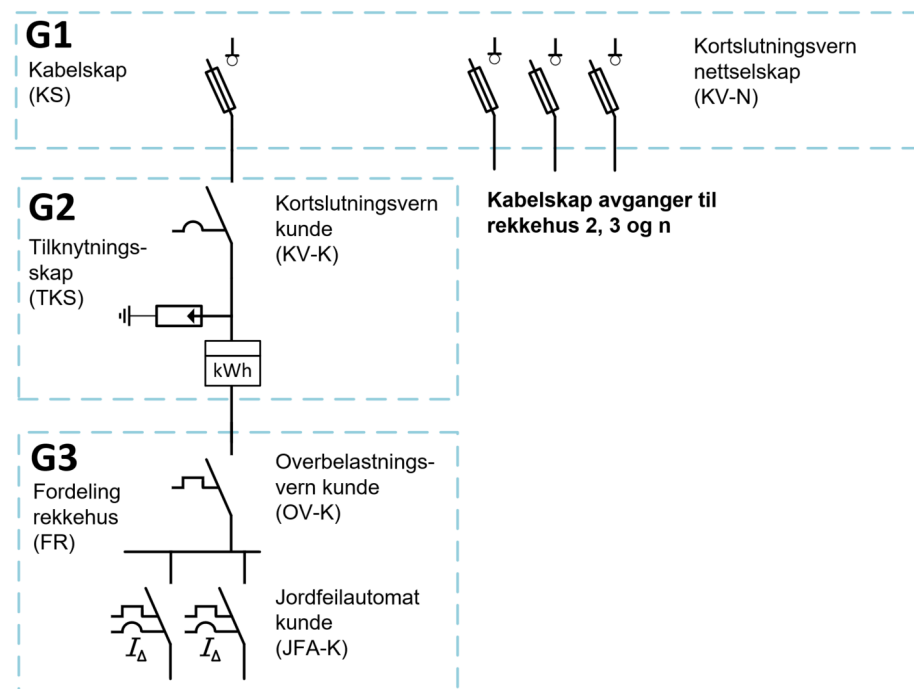 G1
Kabelskap
(KS)
Kortslutningsvern
nettselskap
(KV-N)
Kabelskap avganger til
rekkehus 2, 3 og n
G2
Tilknytnings-
skap
(TKS)
Kortslutningsvern
kunde
(KV-K)
kWh
G3
Fordeling
rekkehus
(FR)
Overbelastnings-
vern kunde
(OV-K)
Jordfeilautomat
kunde
(JFA-K)
IΔ IΔ